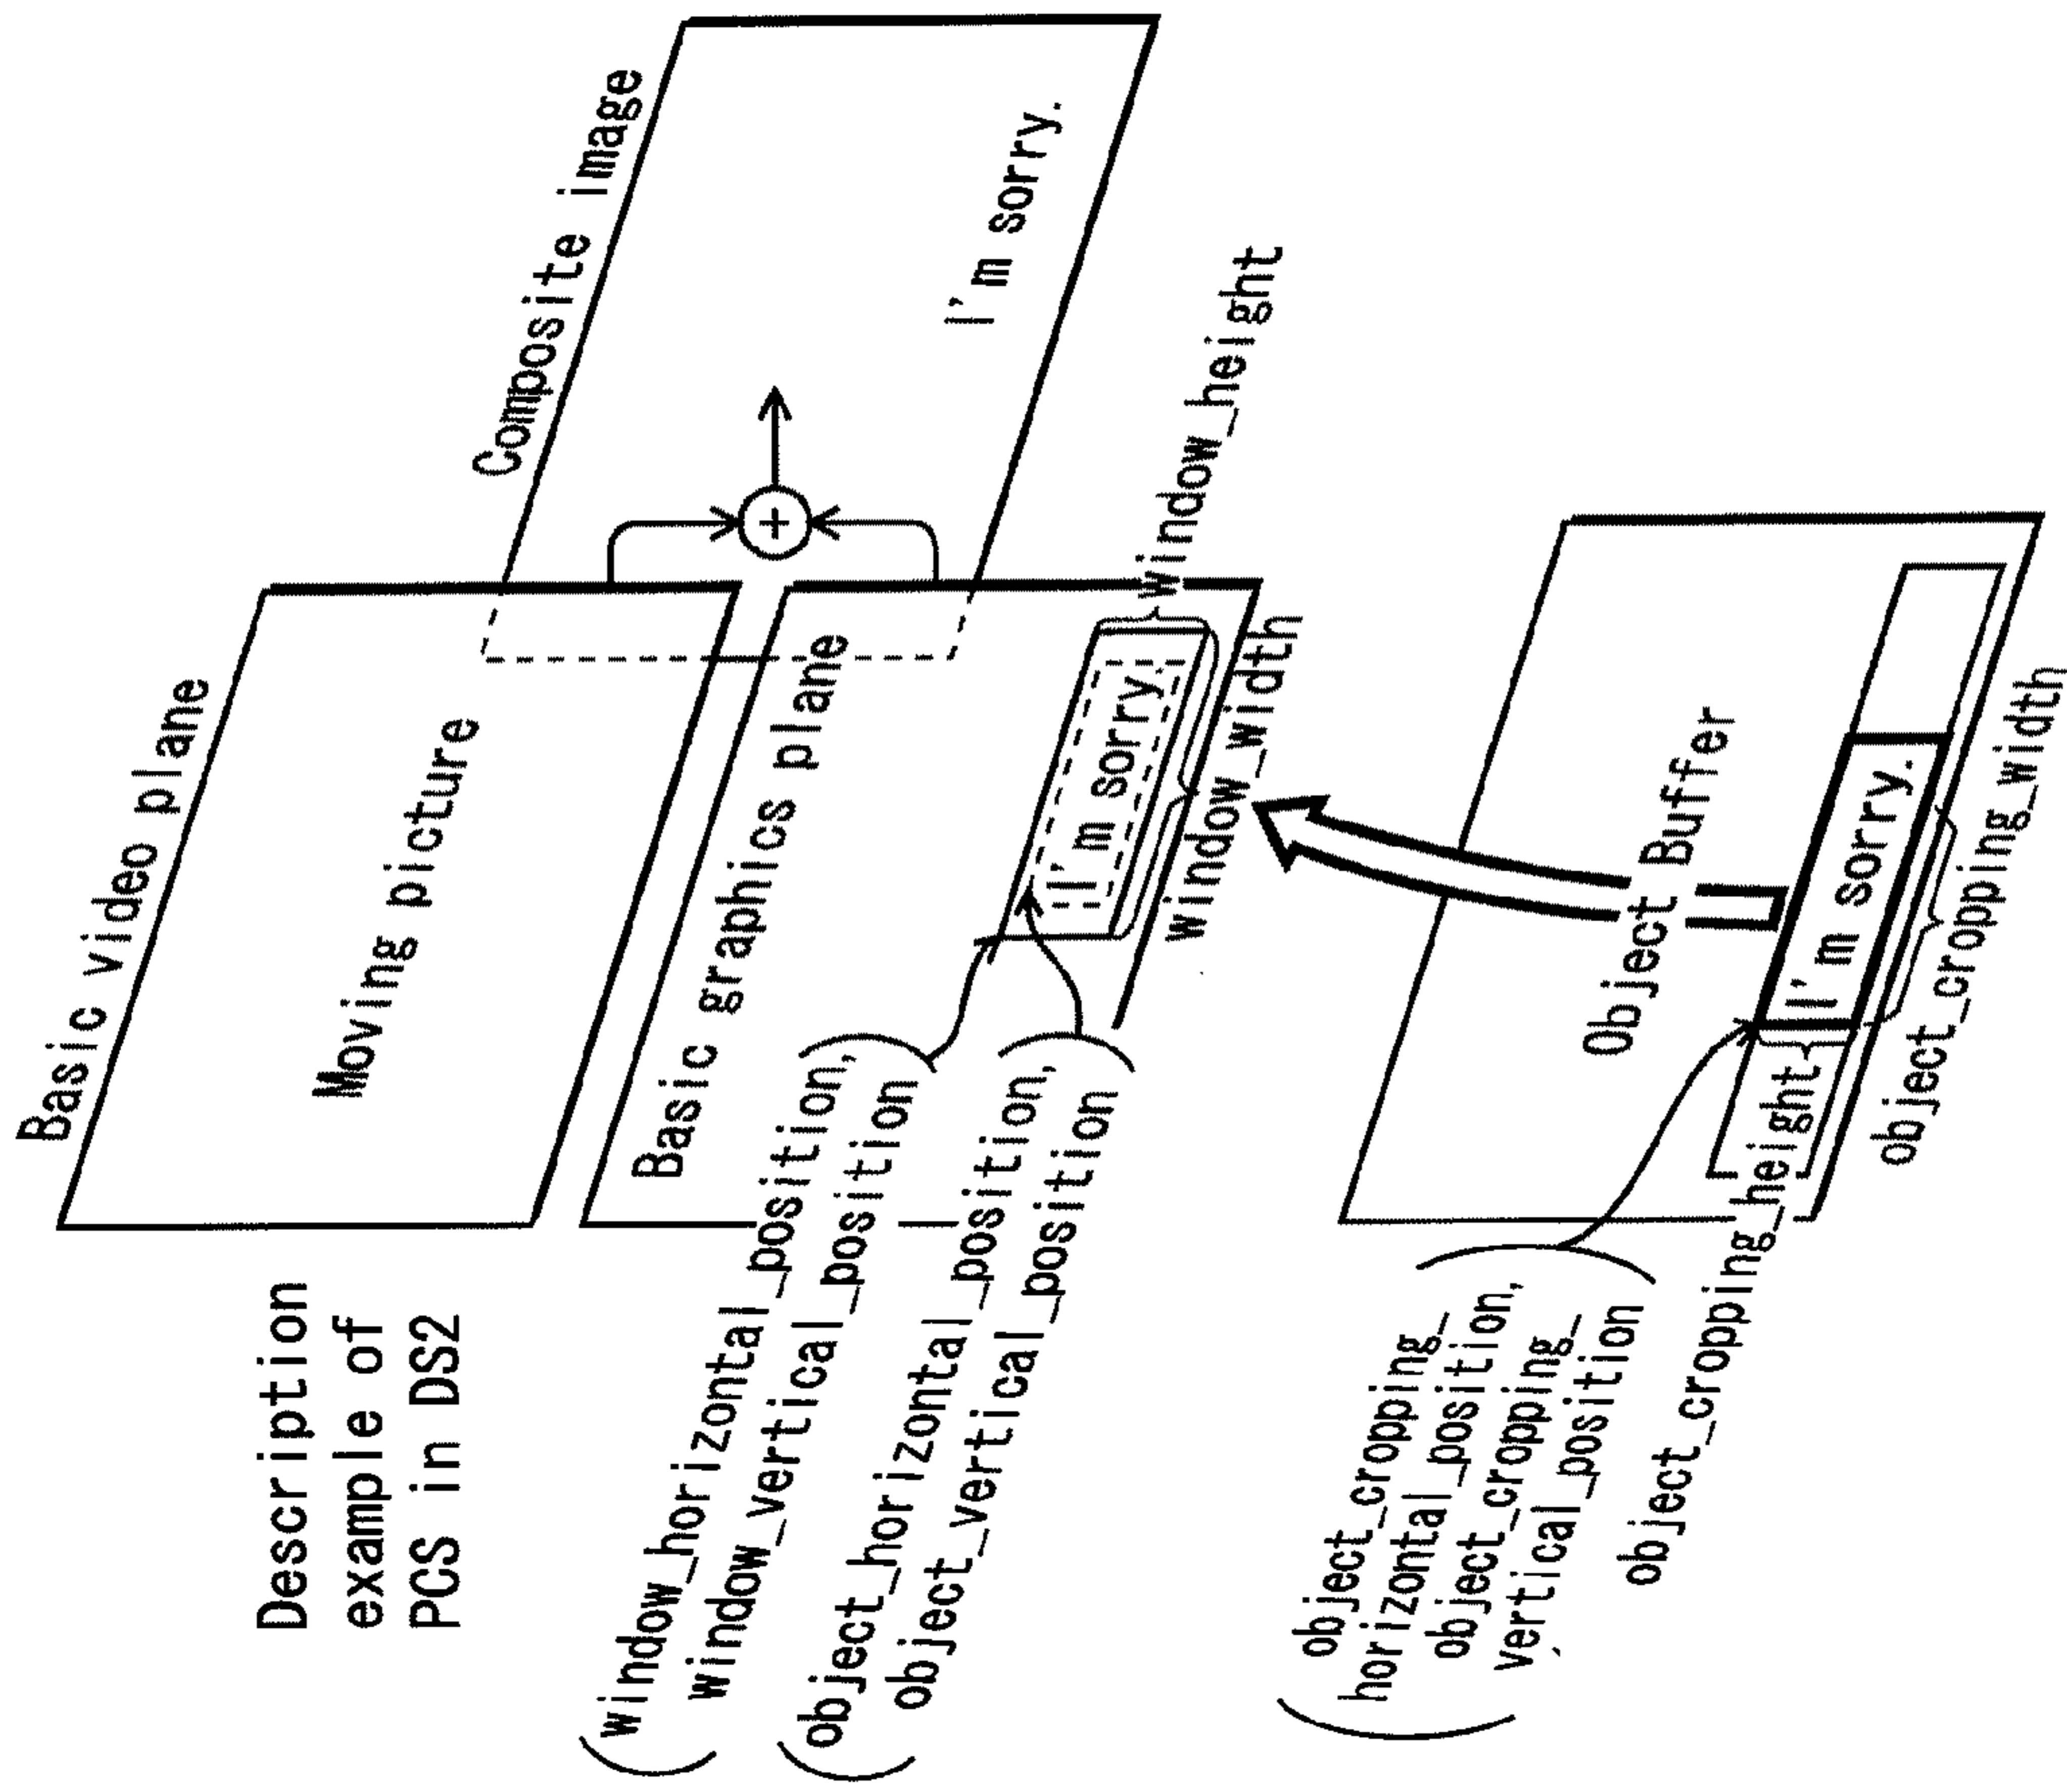 Description
example of
PCS in DS2
Basic video plane
Moving picture
Composite image
I'm sorry.
+
Basic graphics plane
(window_horizontal_position,
window_vertical_position)
(object_horizontal_position,
object_vertical_position)
I'm sorry.
window_height
window_width
Object Buffer
(object_cropping_
horizontal_position,
object_cropping_
vertical_position)
object_cropping_height
I'm sorry.
object_cropping_width